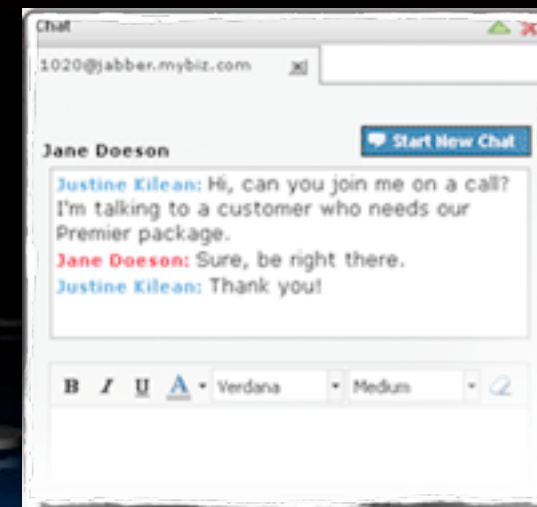 Chat
1020@jabber.mybiz.com
Start New Chat
Jane Doeson
Justine Kilean: Hi, can you join me on a call?
I'm talking to a customer who needs our
Premier package.
Jane Doeson: Sure, be right there.
Justine Kilean: Thank you!
B I U A Verdana Medium